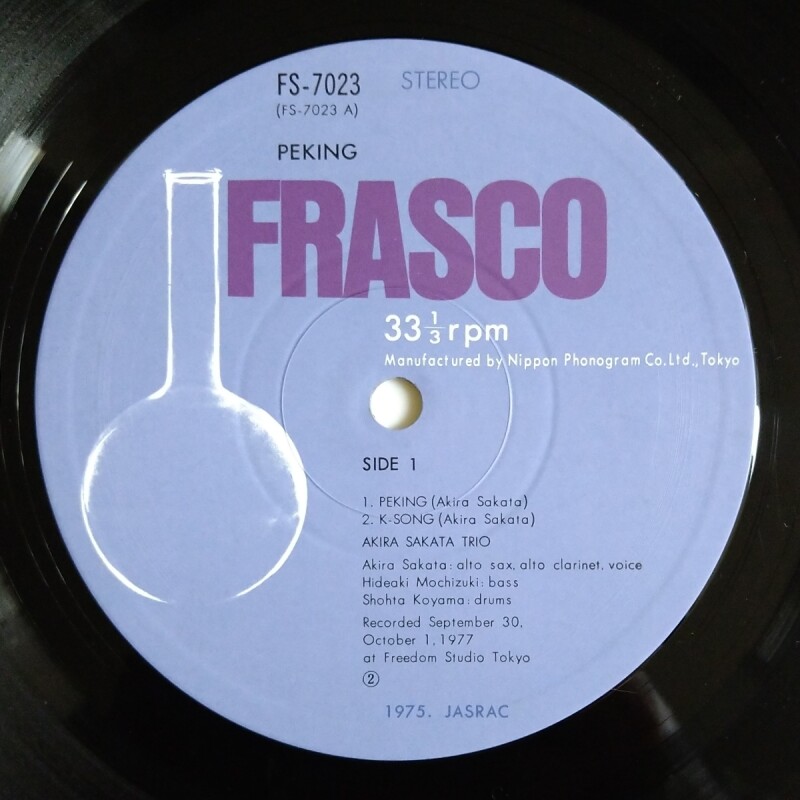 FS-7023 STEREO
(FS-7023 A)
PEKING
FRASCO
33 1/3 rpm
Manufactured by Nippon Phonogram Co.Ltd.,Tokyo
SIDE 1
1. PEKING (Akira Sakata)
2. K-SONG (Akira Sakata)
AKIRA SAKATA TRIO
Akira Sakata: alto sax, alto clarinet, voice
Hideaki Mochizuki: bass
Shohta Koyama: drums
Recorded September 30,
October 1, 1977
at Freedom Studio Tokyo
②
1975. JASRAC